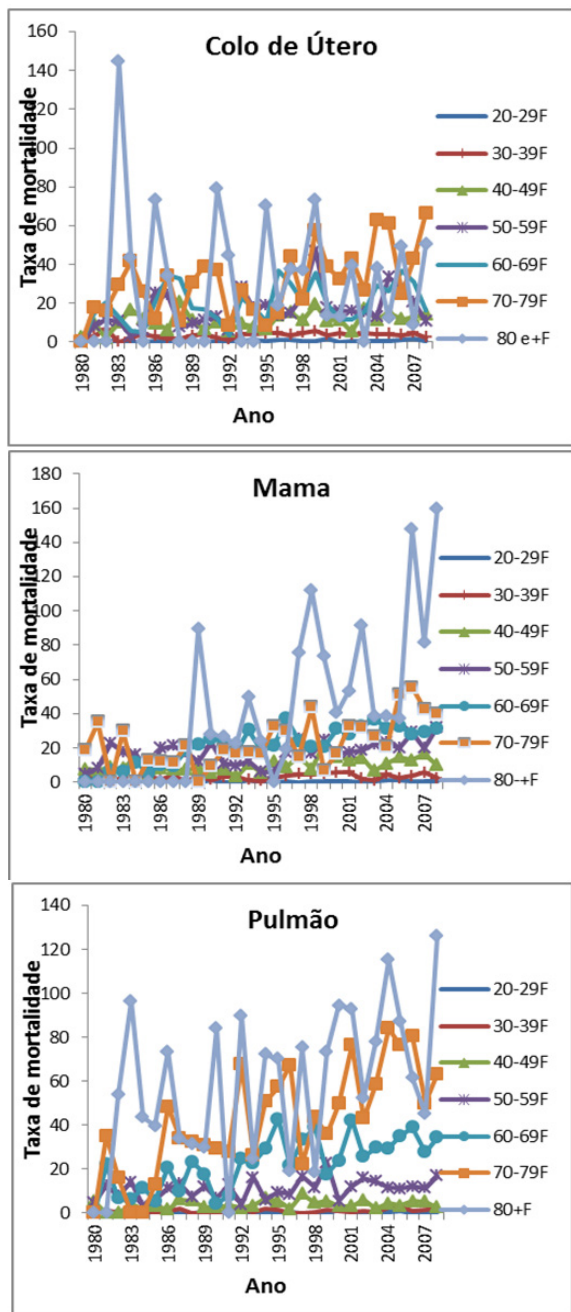 Colo de Útero
Taxa de mortalidade
160
140
120
100
80
60
40
20
0
1980
1983
1986
1989
1992
1995
1998
2001
2004
2007
Ano
20-29F
30-39F
40-49F
50-59F
60-69F
70-79F
80 e+F
Mama
Taxa de mortalidade
180
160
140
120
100
80
60
40
20
0
1980
1983
1986
1989
1992
1995
1998
2001
2004
2007
Ano
20-29F
30-39F
40-49F
50-59F
60-69F
70-79F
80-+F
Pulmão
Taxa de mortalidade
140
120
100
80
60
40
20
0
1980
1983
1986
1989
1992
1995
1998
2001
2004
2007
Ano
20-29F
30-39F
40-49F
50-59F
60-69F
70-79F
80+F